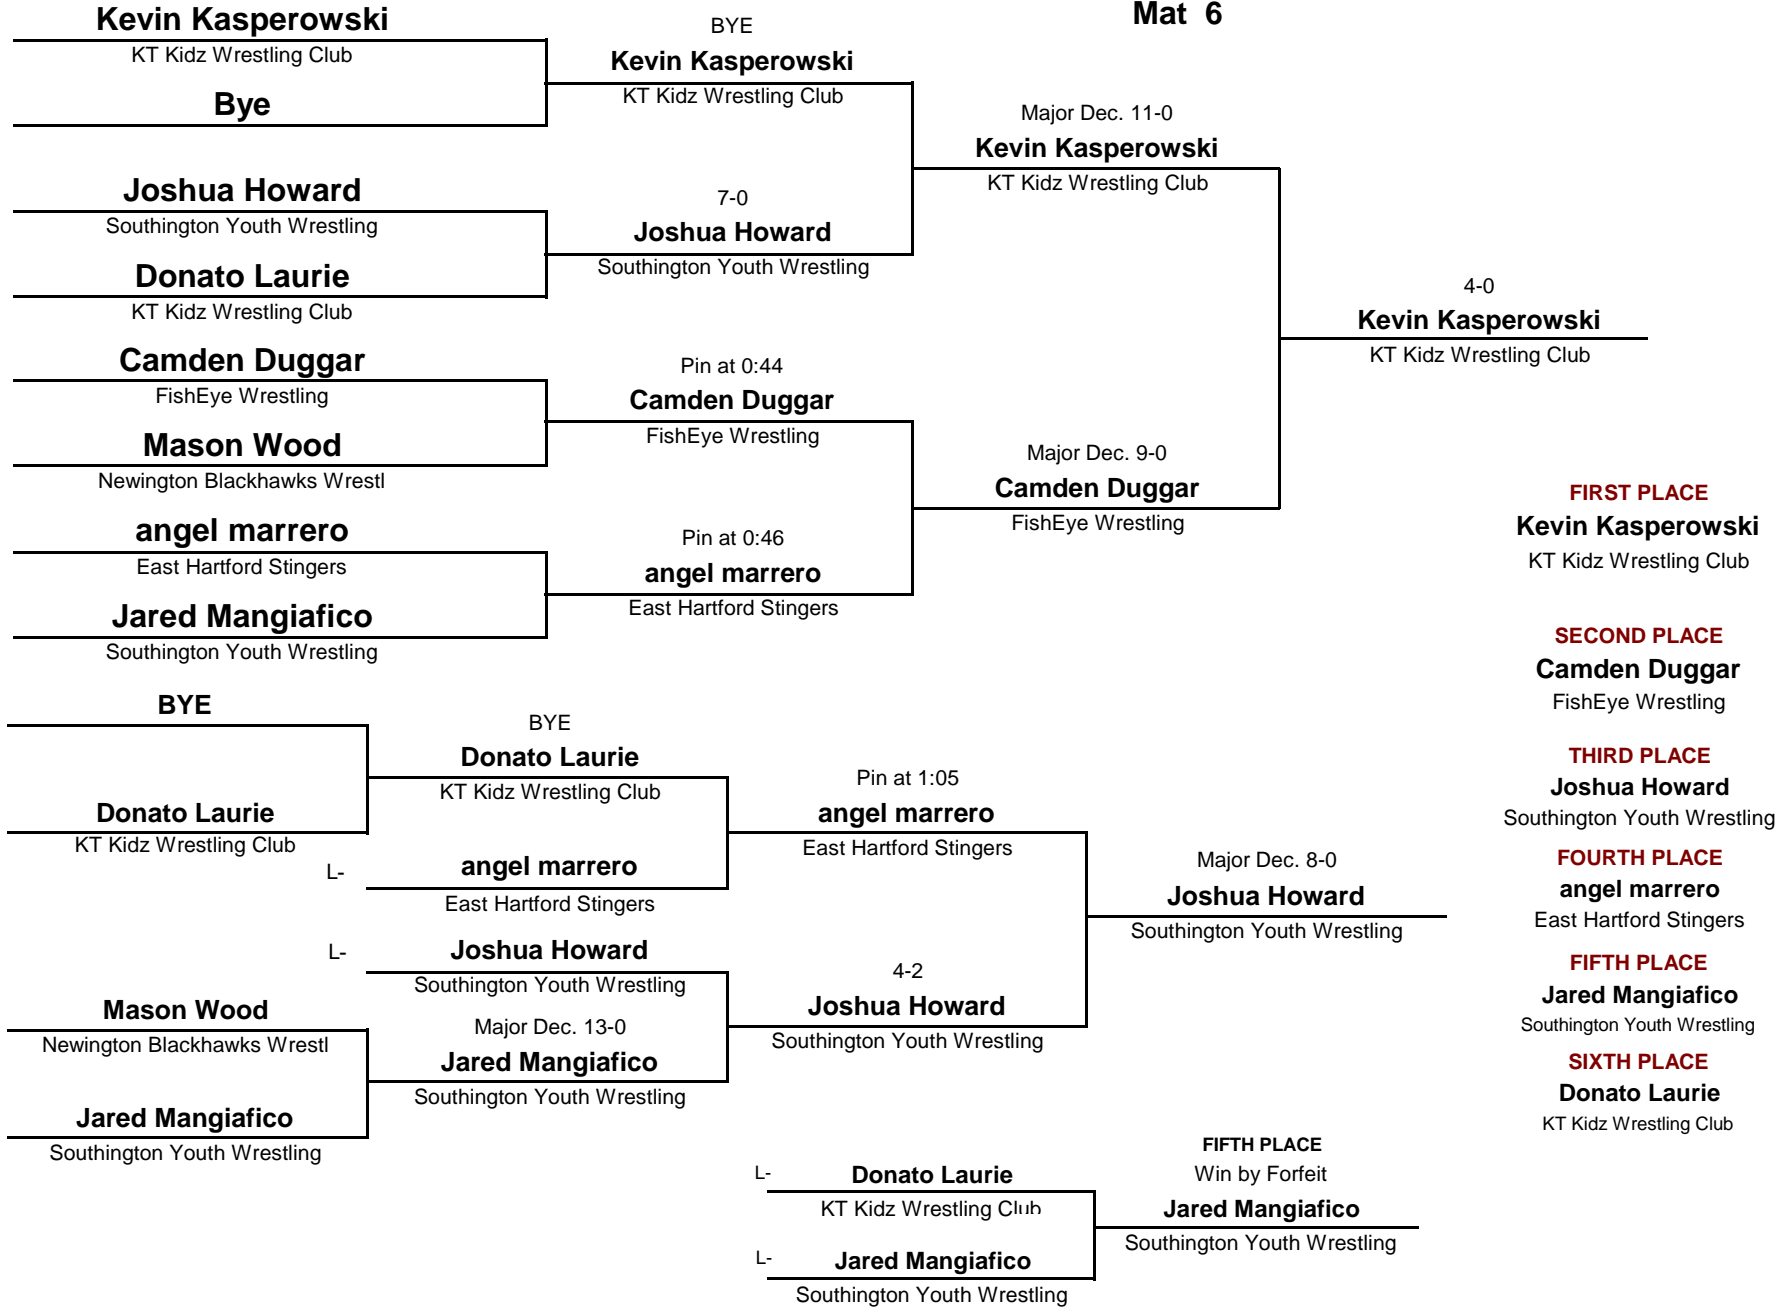 Mat 6
Kevin Kasperowski
KT Kidz Wrestling Club
Bye
Joshua Howard
Southington Youth Wrestling
Donato Laurie
KT Kidz Wrestling Club
Camden Duggar
FishEye Wrestling
Mason Wood
Newington Blackhawks Wrestl
angel marrero
East Hartford Stingers
Jared Mangiafico
Southington Youth Wrestling
BYE
Kevin Kasperowski
KT Kidz Wrestling Club
7-0
Joshua Howard
Southington Youth Wrestling
Pin at 0:44
Camden Duggar
FishEye Wrestling
Pin at 0:46
angel marrero
East Hartford Stingers
Major Dec. 11-0
Kevin Kasperowski
KT Kidz Wrestling Club
Major Dec. 9-0
Camden Duggar
FishEye Wrestling
4-0
Kevin Kasperowski
KT Kidz Wrestling Club
BYE
Donato Laurie
KT Kidz Wrestling Club
Mason Wood
Newington Blackhawks Wrestl
Jared Mangiafico
Southington Youth Wrestling
BYE
Donato Laurie
KT Kidz Wrestling Club
L-
angel marrero
East Hartford Stingers
L-
Joshua Howard
Southington Youth Wrestling
Major Dec. 13-0
Jared Mangiafico
Southington Youth Wrestling
Pin at 1:05
angel marrero
East Hartford Stingers
4-2
Joshua Howard
Southington Youth Wrestling
Major Dec. 8-0
Joshua Howard
Southington Youth Wrestling
L-
Donato Laurie
KT Kidz Wrestling Club
L-
Jared Mangiafico
Southington Youth Wrestling
FIFTH PLACE
Win by Forfeit
Jared Mangiafico
Southington Youth Wrestling
FIRST PLACE
Kevin Kasperowski
KT Kidz Wrestling Club
SECOND PLACE
Camden Duggar
FishEye Wrestling
THIRD PLACE
Joshua Howard
Southington Youth Wrestling
FOURTH PLACE
angel marrero
East Hartford Stingers
FIFTH PLACE
Jared Mangiafico
Southington Youth Wrestling
SIXTH PLACE
Donato Laurie
KT Kidz Wrestling Club